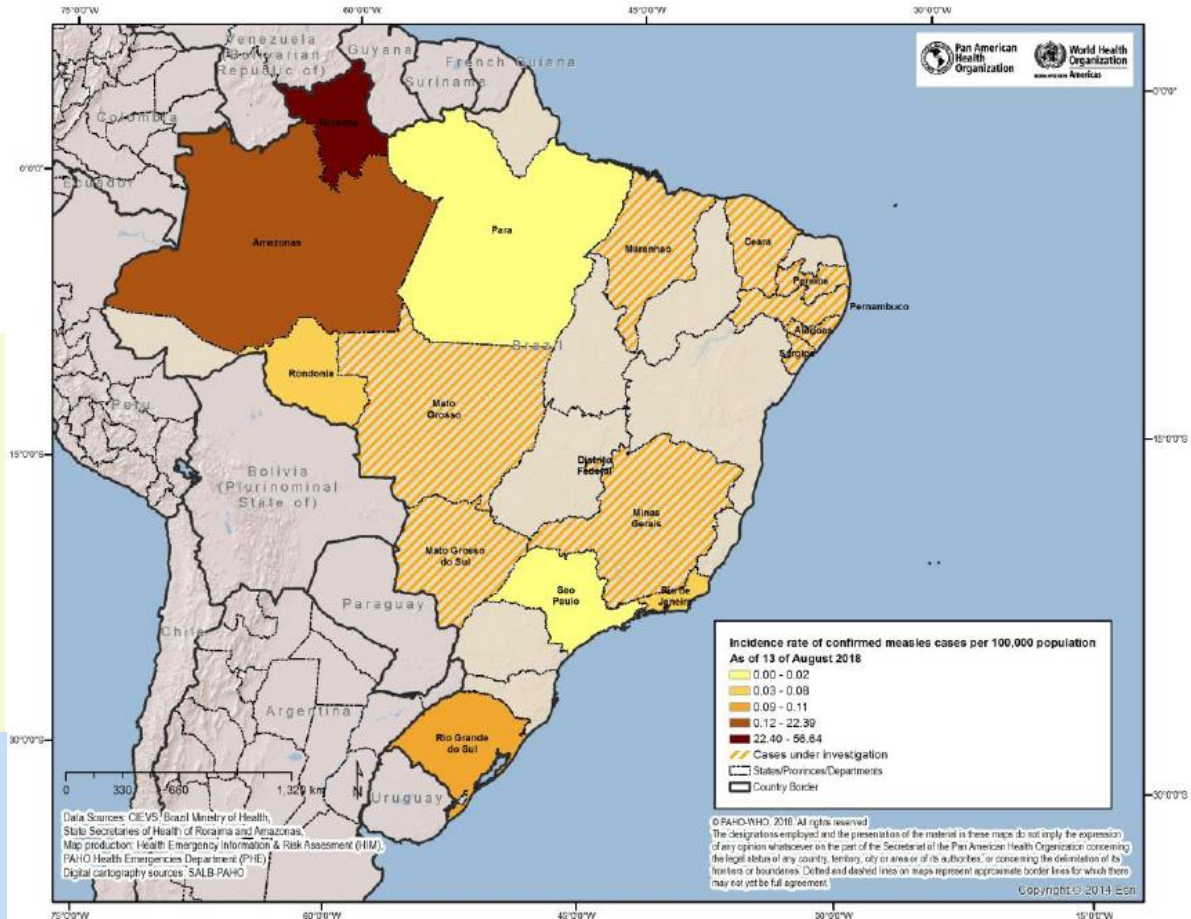 75°0'0"W
60°0'0"W
45°0'0"W
30°0'0"W
Pan American
Health
Organization
World Health
Organization
Americas
Venezuela
(Bolivarian
Republic of)
Guyana
French Guiana
Suriname
Colombia
0°0'0"
Ecuador
Amazonas
Para
Maranhao
Ceara
Paraiba
Pernambuco
Alagoas
Sergipe
Brazil
Rondonia
Peru
Mato
Grosso
15°0'0"S
15°0'0"S
Bolivia
(Plurinominal
State of)
Distrito
Federal
Minas
Gerais
Mato Grosso
do Sul
Sao
Paulo
Rio de
Janeiro
Paraguay
Chile
Argentina
Rio Grande
do Sul
Uruguay
30°0'0"S
30°0'0"S
Incidence rate of confirmed measles cases per 100,000 population
As of 13 of August 2018
0.00 - 0.02
0.03 - 0.08
0.09 - 0.11
0.12 - 22.39
22.40 - 56.64
Cases under investigation
States/Provinces/Departments
Country Border
0 330 660 1,320 km
N
Data Sources: CIEVS, Brazil Ministry of Health,
State Secretaries of Health of Roraima and Amazonas,
Map production: Health Emergency Information & Risk Assesment (HIM),
PAHO Health Emergencies Department (PHE)
Digital cartography sources: SALB-PAHO
© PAHO-WHO, 2018. All rights reserved
The designations employed and the presentation of the material in these maps do not imply the expression
of any opinion whatsoever on the part of the Secretariat of the Pan American Health Organization concerning
the legal status of any country, territory, city or area or of its authorities, or concerning the delimitation of its
frontiers or boundaries. Dotted and dashed lines on maps represent approximate border lines for which there
may not yet be full agreement.
Copyright:© 2014 Esri
75°0'0"W
60°0'0"W
45°0'0"W
30°0'0"W
15°0'0"W